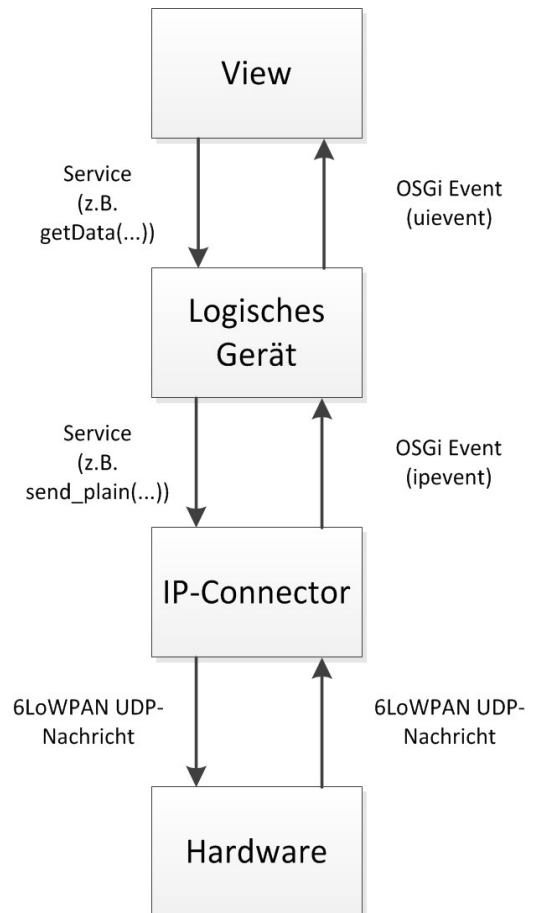 View
Service
(z.B.
getData(...))
OSGi Event
(uievent)
Logisches
Gerät
Service
(z.B.
send_plain(...))
OSGi Event
(ipevent)
IP-Connector
6LoWPAN UDP-
Nachricht
6LoWPAN UDP-
Nachricht
Hardware